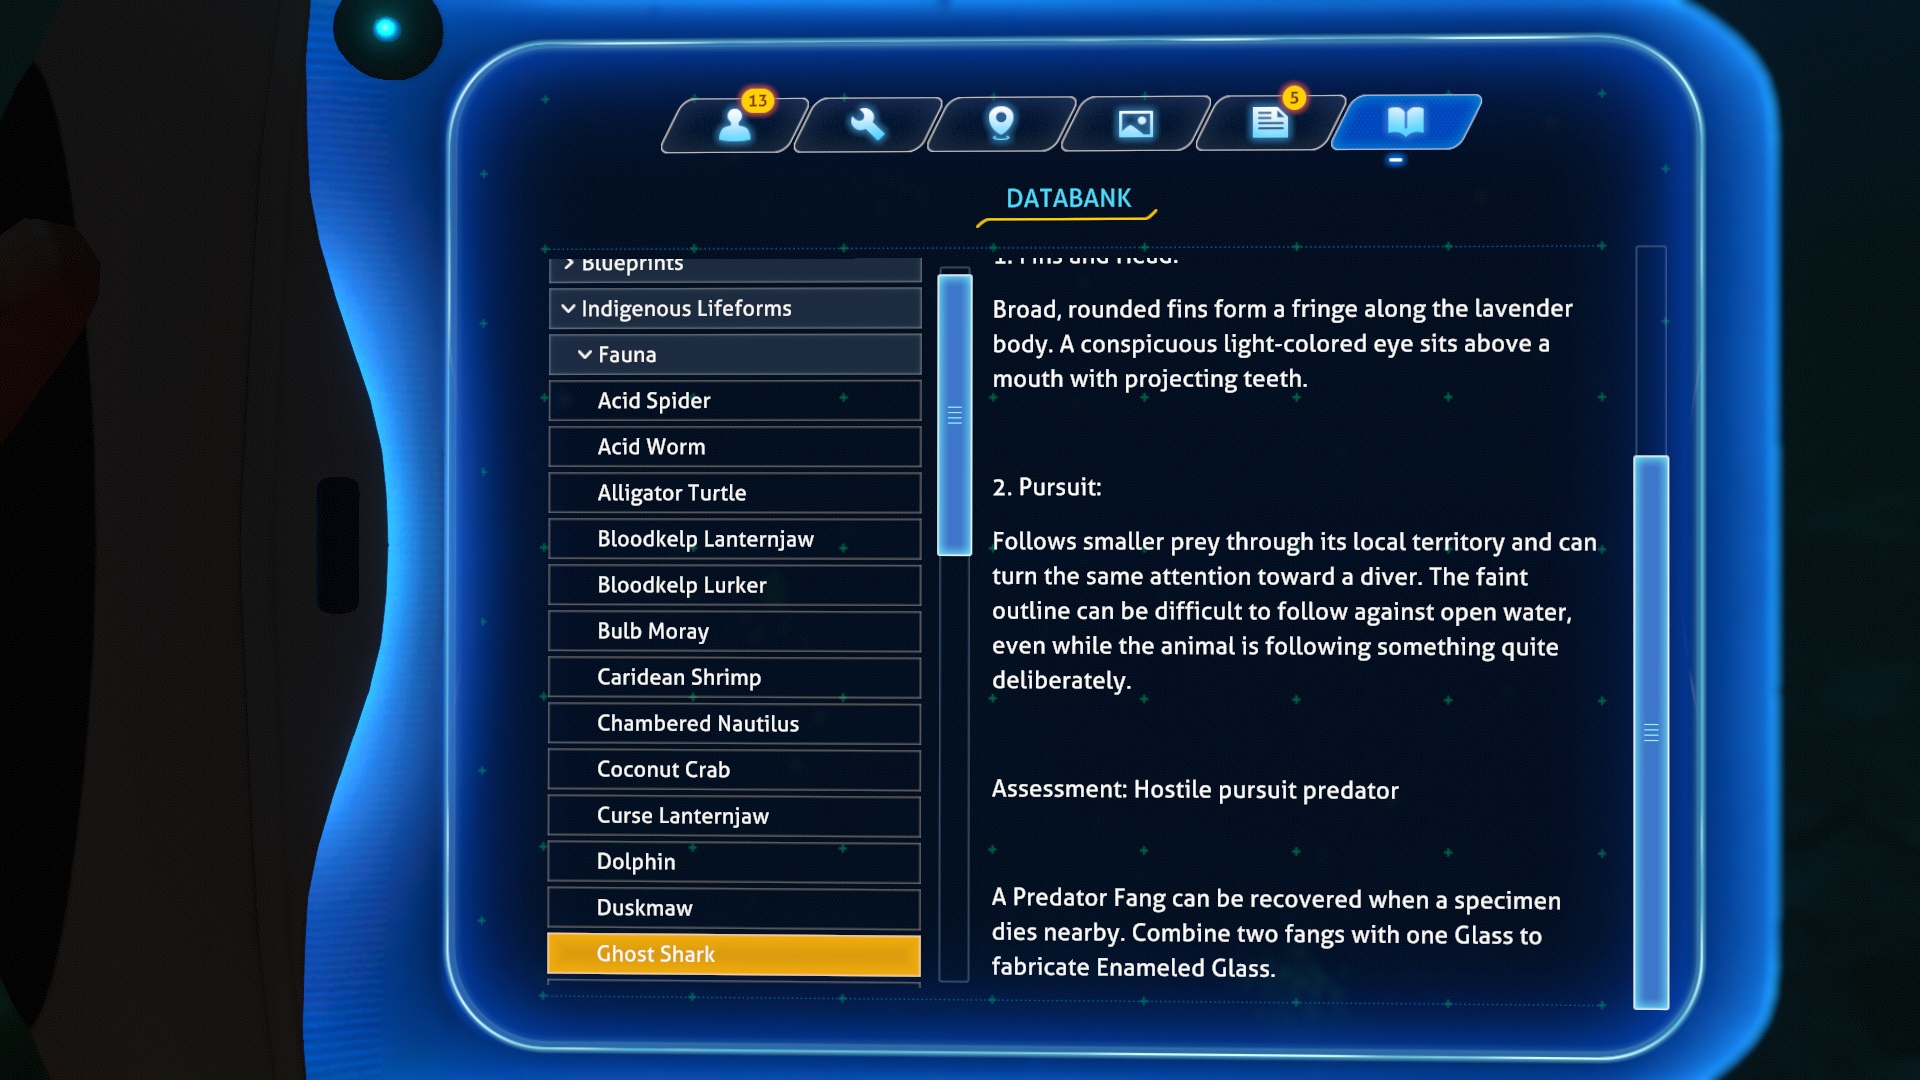 13
5
DATABANK
Blueprints
Indigenous Lifeforms
Fauna
Acid Spider
Acid Worm
Alligator Turtle
Bloodkelp Lanternjaw
Bloodkelp Lurker
Bulb Moray
Caridean Shrimp
Chambered Nautilus
Coconut Crab
Curse Lanternjaw
Dolphin
Duskmaw
Ghost Shark
1. Fins and Head:
Broad, rounded fins form a fringe along the lavender
body. A conspicuous light-colored eye sits above a
mouth with projecting teeth.
2. Pursuit:
Follows smaller prey through its local territory and can
turn the same attention toward a diver. The faint
outline can be difficult to follow against open water,
even while the animal is following something quite
deliberately.
Assessment: Hostile pursuit predator
A Predator Fang can be recovered when a specimen
dies nearby. Combine two fangs with one Glass to
fabricate Enameled Glass.